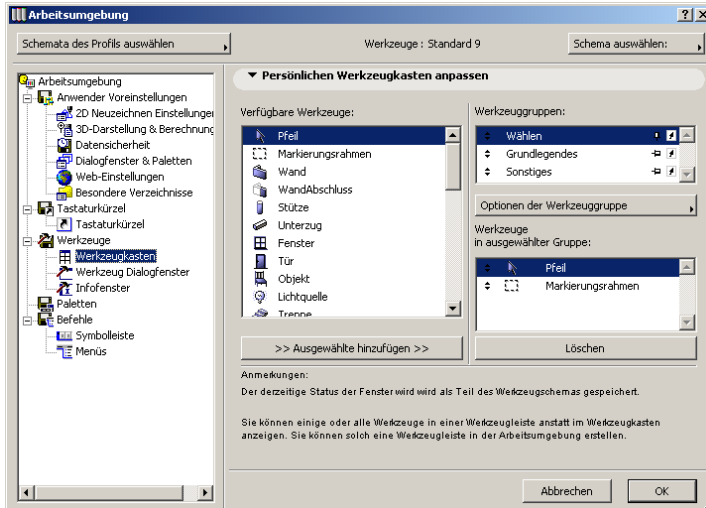 Arbeitsumgebung
Schemata des Profils auswählen
Werkzeuge : Standard 9
Schema auswählen:
Arbeitsumgebung
Anwender Voreinstellungen
2D Neuzeichnen Einstellunger
3D-Darstellung & Berechnung
Datensicherheit
Dialogfenster & Paletten
Web-Einstellungen
Besondere Verzeichnisse
Tastaturkürzel
Tastaturkürzel
Werkzeuge
Werkzeugkasten
Werkzeug Dialogfenster
Infofenster
Paletten
Befehle
Symbolleiste
Menüs
Persönlichen Werkzeugkasten anpassen
Verfügbare Werkzeuge:
Pfeil
Markierungsrahmen
Wand
WandAbschluss
Stütze
Unterzug
Fenster
Tür
Objekt
Lichtquelle
Treppe
>> Ausgewählte hinzufügen >>
Werkzeuggruppen:
Wählen
Grundlegendes
Sonstiges
Optionen der Werkzeuggruppe
Werkzeuge
in ausgewählter Gruppe:
Pfeil
Markierungsrahmen
Löschen
Anmerkungen:
Der derzeitige Status der Fenster wird wird als Teil des Werkzeugschemas gespeichert.
Sie können einige oder alle Werkzeuge in einer Werkzeugleiste anstatt im Werkzeugkasten
anzeigen. Sie können solch eine Werkzeugleiste in der Arbeitsumgebung erstellen.
Abbrechen
OK